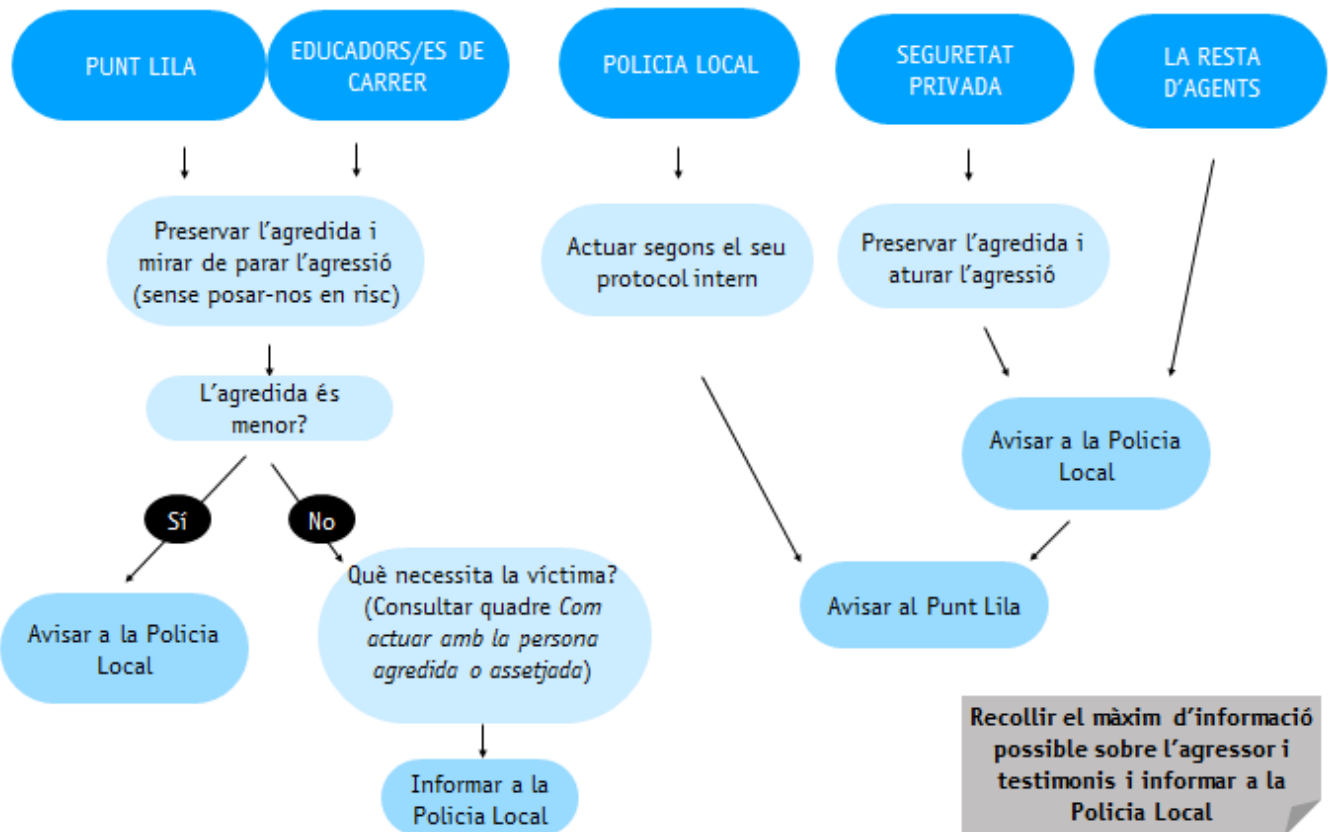 PUNT LILA
EDUCADORS/ES DE
CARRER
POLICIA LOCAL
SEGURETAT
PRIVADA
LA RESTA
D'AGENTS
Preservar l'agredida i
mirar de parar l'agressió
(sense posar-nos en risc)
Actuar segons el seu
protocol intern
Preservar l'agredida i
aturar l'agressió
L'agredida és
menor?
Avisar a la Policia
Local
Sí
No
Què necessita la víctima?
(Consultar quadre Com
actuar amb la persona
agredida o assetjada)
Avisar al Punt Lila
Avisar a la Policia
Local
Informar a la
Policia Local
Recollir el màxim d'informació
possible sobre l'agressor i
testimonis i informar a la
Policia Local